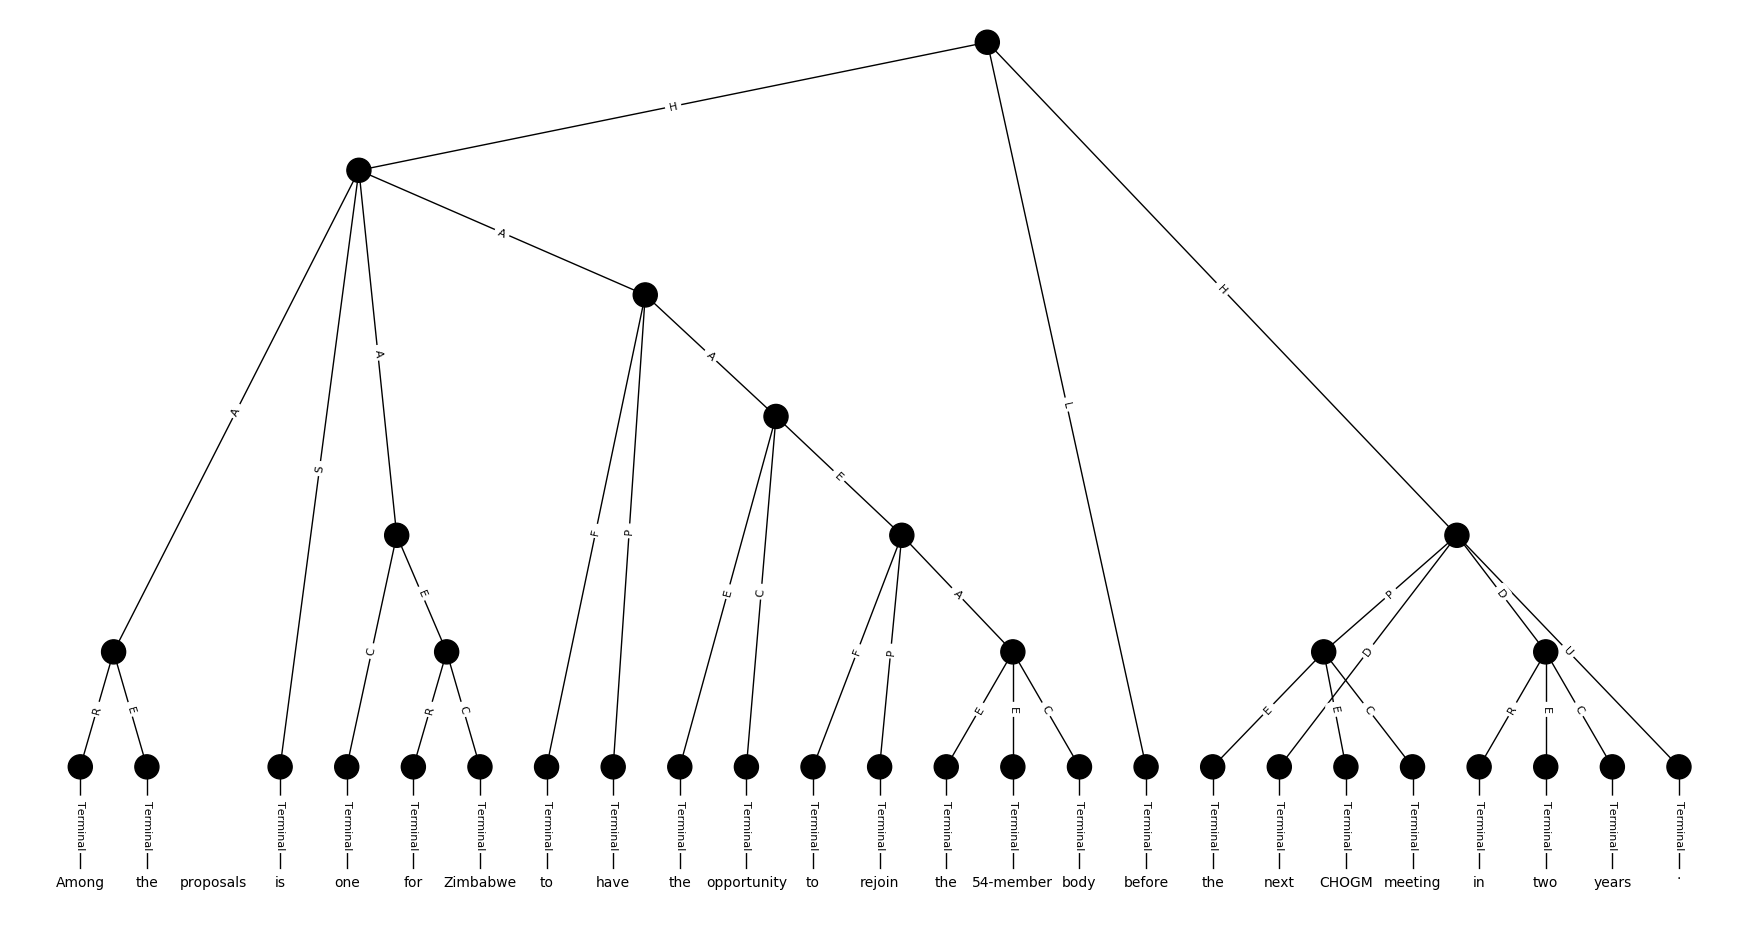 H
H
L
A
S
A
A
A
F
P
E
C
E
F
P
A
C
E
R
E
R
C
E
E
C
P
D
D
U
E
E
C
R
E
C
Terminal Terminal Terminal Terminal Terminal Terminal Terminal Terminal Terminal Terminal Terminal Terminal Terminal Terminal Terminal Terminal Terminal Terminal Terminal Terminal Terminal Terminal Terminal Terminal
Among the proposals is one for Zimbabwe to have the opportunity to rejoin the 54-member body before the next CHOGM meeting in two years .